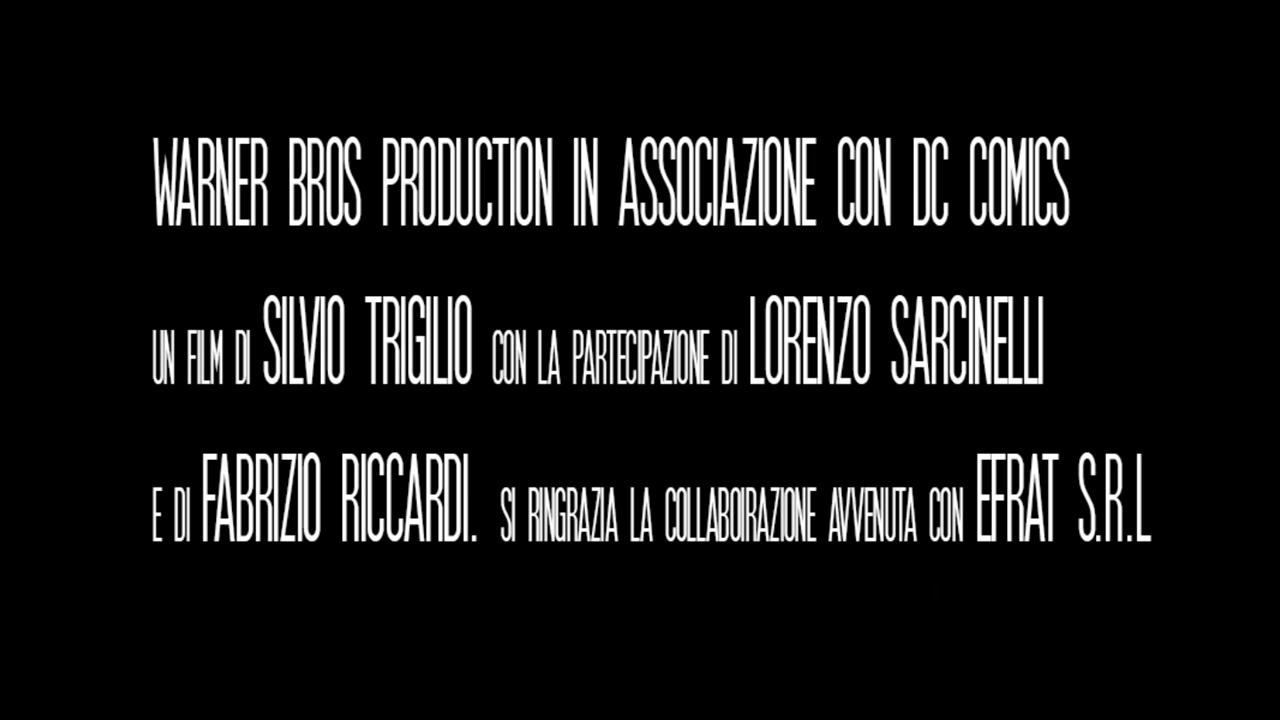 WARNER BROS PRODUCTION IN ASSOCIAZIONE CON DC COMICS
UN FILM DI SILVIO TRIGILIO CON LA PARTECIPAZIONE DI LORENZO SARCINELLI
E DI FABRIZIO RICCARDI. SI RINGRAZIA LA COLLABOIRAZIONE AVVENUTA CON EFRAT S.R.L